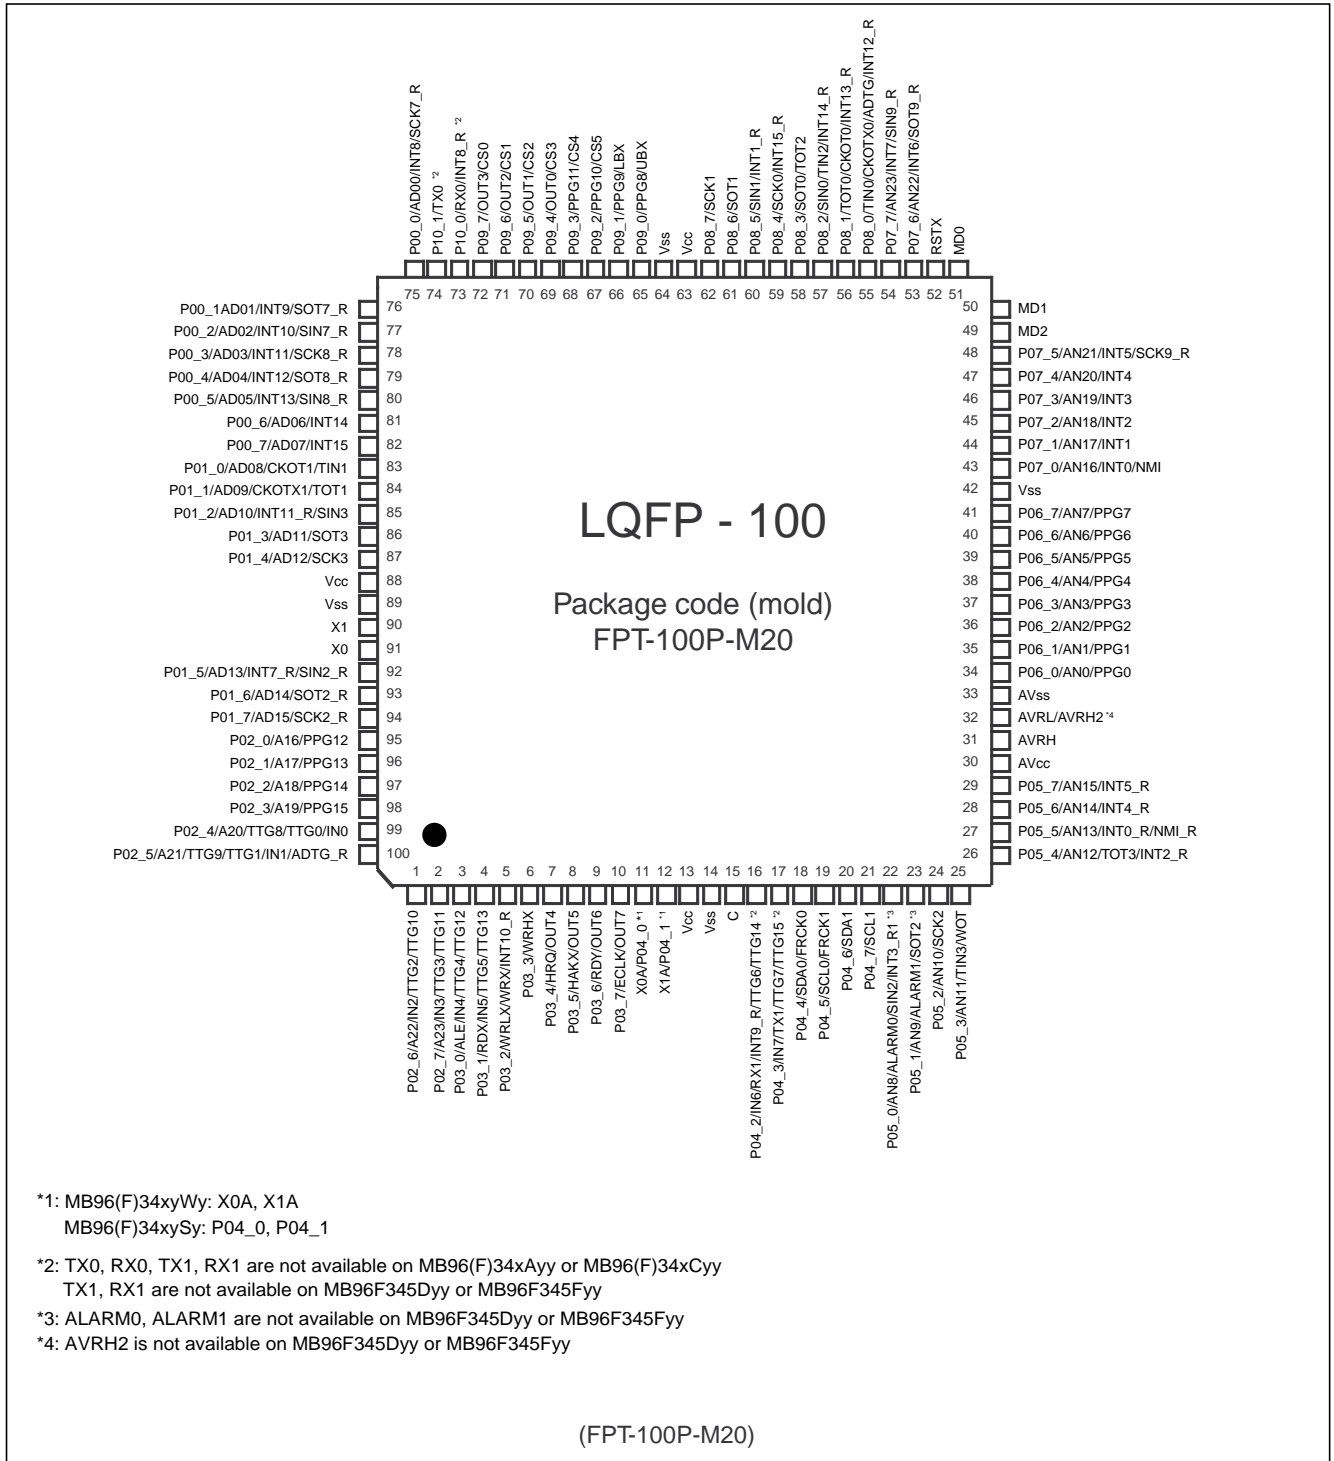 P00_0/AD00/INT8/SCK7_R
P10_1/TX0 *2
P10_0/RX0/INT8_R *2
P09_7/OUT3/CS0
P09_6/OUT2/CS1
P09_5/OUT1/CS2
P09_4/OUT0/CS3
P09_3/PPG11/CS4
P09_2/PPG10/CS5
P09_1/PPG9/LBX
P09_0/PPG8/UBX
Vss
Vcc
P08_7/SCK1
P08_6/SOT1
P08_5/SIN1/INT1_R
P08_4/SCK0/INT15_R
P08_3/SOT0/TOT2
P08_2/SIN0/TIN2/INT14_R
P08_1/TOT0/CKOT0/INT13_R
P08_0/TIN0/CKOTX0/ADTG/INT12_R
P07_7/AN23/INT7/SIN9_R
P07_6/AN22/INT6/SOT9_R
RSTX
MD0
75 74 73 72 71 70 69 68 67 66 65 64 63 62 61 60 59 58 57 56 55 54 53 52 51
P00_1AD01/INT9/SOT7_R 76
P00_2/AD02/INT10/SIN7_R 77
P00_3/AD03/INT11/SCK8_R 78
P00_4/AD04/INT12/SOT8_R 79
P00_5/AD05/INT13/SIN8_R 80
P00_6/AD06/INT14 81
P00_7/AD07/INT15 82
P01_0/AD08/CKOT1/TIN1 83
P01_1/AD09/CKOTX1/TOT1 84
P01_2/AD10/INT11_R/SIN3 85
P01_3/AD11/SOT3 86
P01_4/AD12/SCK3 87
Vcc 88
Vss 89
X1 90
X0 91
P01_5/AD13/INT7_R/SIN2_R 92
P01_6/AD14/SOT2_R 93
P01_7/AD15/SCK2_R 94
P02_0/A16/PPG12 95
P02_1/A17/PPG13 96
P02_2/A18/PPG14 97
P02_3/A19/PPG15 98
P02_4/A20/TTG8/TTG0/IN0 99
P02_5/A21/TTG9/TTG1/IN1/ADTG_R 100
LQFP - 100
Package code (mold)
FPT-100P-M20
50 MD1
49 MD2
48 P07_5/AN21/INT5/SCK9_R
47 P07_4/AN20/INT4
46 P07_3/AN19/INT3
45 P07_2/AN18/INT2
44 P07_1/AN17/INT1
43 P07_0/AN16/INT0/NMI
42 Vss
41 P06_7/AN7/PPG7
40 P06_6/AN6/PPG6
39 P06_5/AN5/PPG5
38 P06_4/AN4/PPG4
37 P06_3/AN3/PPG3
36 P06_2/AN2/PPG2
35 P06_1/AN1/PPG1
34 P06_0/AN0/PPG0
33 AVss
32 AVRL/AVRH2 *4
31 AVRH
30 AVcc
29 P05_7/AN15/INT5_R
28 P05_6/AN14/INT4_R
27 P05_5/AN13/INT0_R/NMI_R
26 P05_4/AN12/TOT3/INT2_R
1 2 3 4 5 6 7 8 9 10 11 12 13 14 15 16 17 18 19 20 21 22 23 24 25
P02_6/A22/IN2/TTG2/TTG10
P02_7/A23/IN3/TTG3/TTG11
P03_0/ALE/IN4/TTG4/TTG12
P03_1/RDX/IN5/TTG5/TTG13
P03_2/WRLX/WRX/INT10_R
P03_3/WRHX
P03_4/HRQ/OUT4
P03_5/HAKX/OUT5
P03_6/RDY/OUT6
P03_7/ECLK/OUT7
X0A/P04_0 *1
X1A/P04_1 *1
Vcc
Vss
C
P04_2/IN6/RX1/INT9_R/TTG6/TTG14 *2
P04_3/IN7/TX1/TTG7/TTG15 *2
P04_4/SDA0/FRCK0
P04_5/SCL0/FRCK1
P04_6/SDA1
P04_7/SCL1
P05_0/AN8/ALARM0/SIN2/INT3_R1 *3
P05_1/AN9/ALARM1/SOT2 *3
P05_2/AN10/SCK2
P05_3/AN11/TIN3/WOT
*1: MB96(F)34xyWy: X0A, X1A
MB96(F)34xySy: P04_0, P04_1
*2: TX0, RX0, TX1, RX1 are not available on MB96(F)34xAyy or MB96(F)34xCyy
TX1, RX1 are not available on MB96F345Dyy or MB96F345Fyy
*3: ALARM0, ALARM1 are not available on MB96F345Dyy or MB96F345Fyy
*4: AVRH2 is not available on MB96F345Dyy or MB96F345Fyy
(FPT-100P-M20)